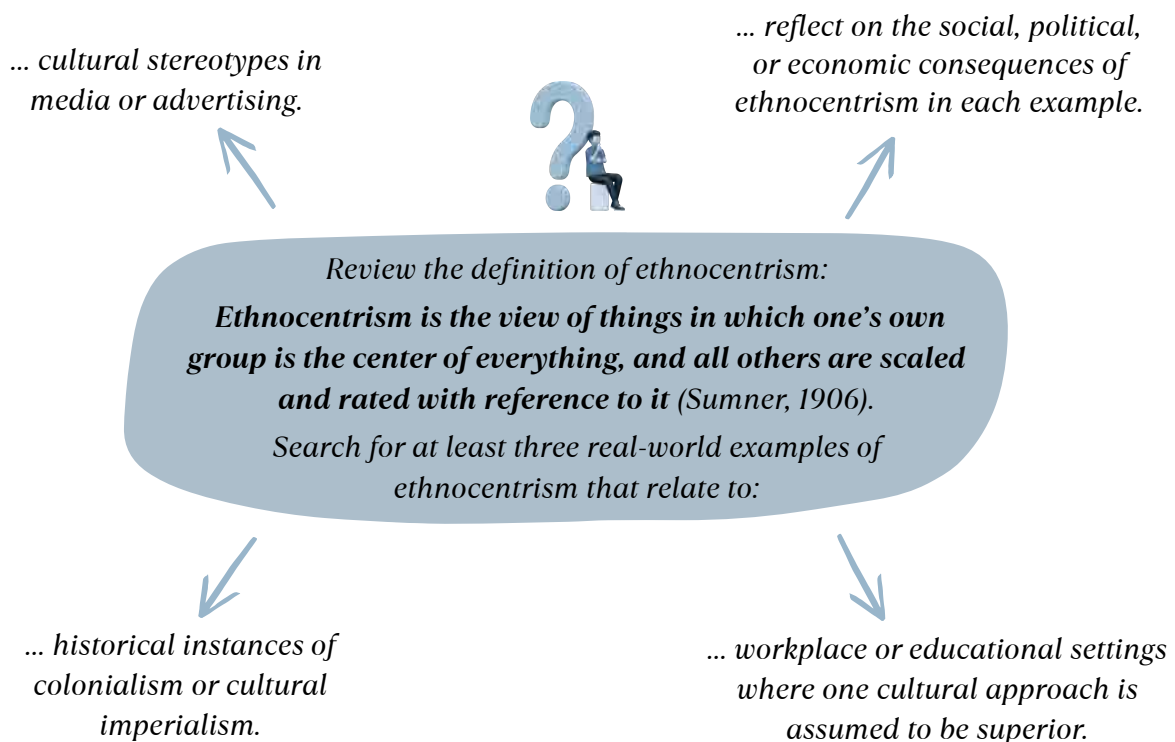 ... cultural stereotypes in
media or advertising.
... reflect on the social, political,
or economic consequences of
ethnocentrism in each example.
Review the definition of ethnocentrism:
Ethnocentrism is the view of things in which one's own
group is the center of everything, and all others are scaled
and rated with reference to it (Sumner, 1906).
Search for at least three real-world examples of
ethnocentrism that relate to:
... historical instances of
colonialism or cultural
imperialism.
... workplace or educational settings
where one cultural approach is
assumed to be superior.